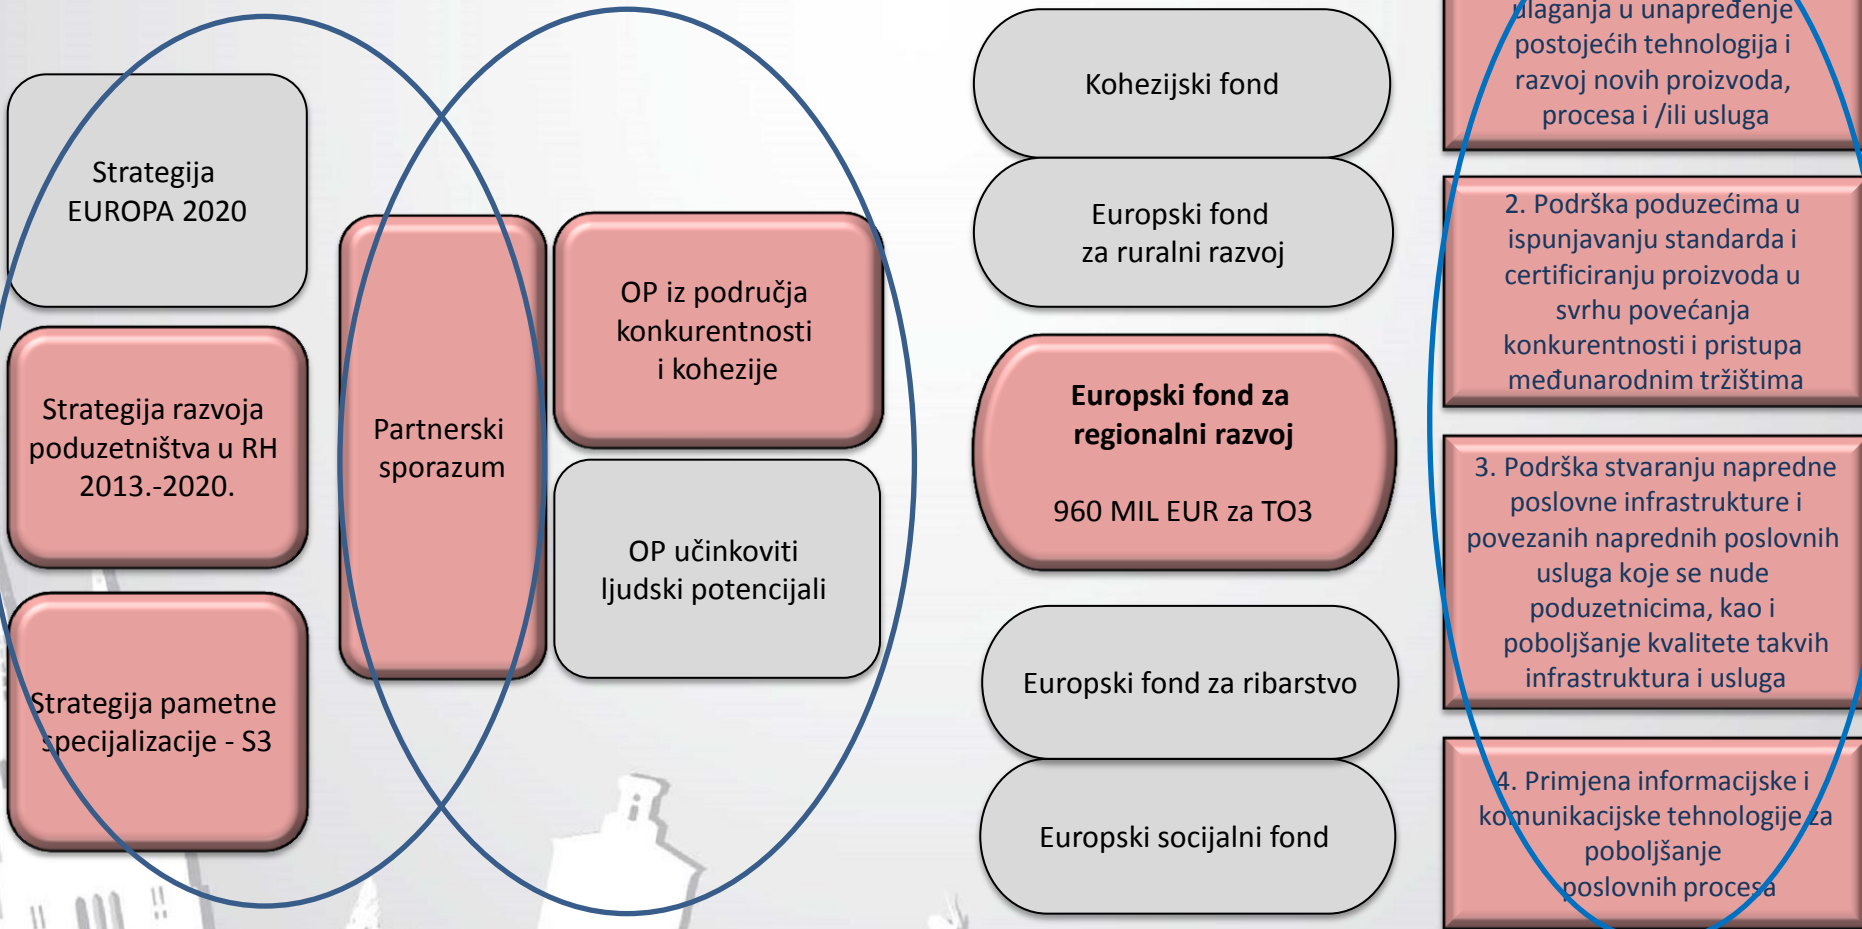 Strategija
EUROPA 2020
Strategija razvoja
poduzetništva u RH
2013.-2020.
Strategija pametne
specijalizacije - S3
Partnerski
sporazum
OP iz područja
konkurentnosti
i kohezije
OP učinkoviti
ljudski potencijali
Kohezijski fond
Europski fond
za ruralni razvoj
Europski fond za
regionalni razvoj
960 MIL EUR za TO3
Europski fond za ribarstvo
Europski socijalni fond
ulaganja u unapređenje
postojećih tehnologija i
razvoj novih proizvoda,
procesa i /ili usluga
2. Podrška poduzećima u
ispunjavanju standarda i
certificiranju proizvoda u
svrhu povećanja
konkurentnosti i pristupa
međunarodnim tržištima
3. Podrška stvaranju napredne
poslovne infrastrukture i
povezanih naprednih poslovnih
usluga koje se nude
poduzetnicima, kao i
poboljšanje kvalitete takvih
infrastruktura i usluga
4. Primjena informacijske i
komunikacijske tehnologije za
poboljšanje
poslovnih procesa